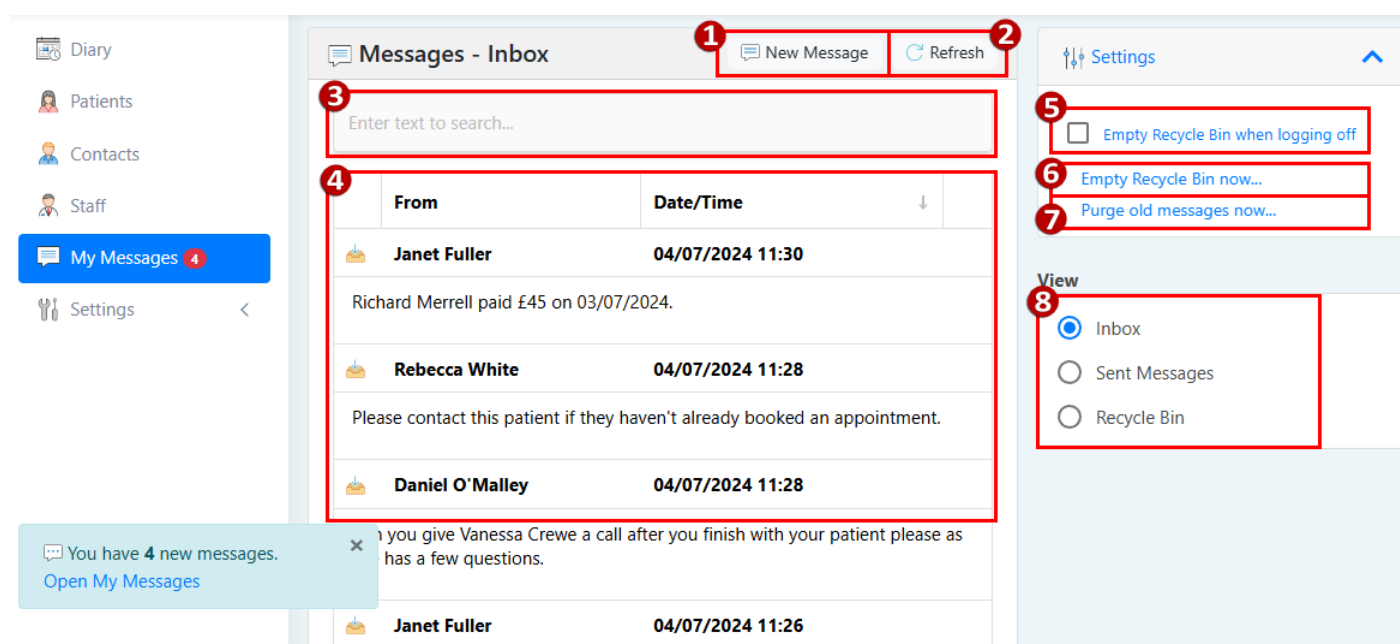 Diary
Patients
Contacts
Staff
My Messages 4
Settings
You have 4 new messages.
Open My Messages
Messages - Inbox
1
New Message
2
Refresh
3
Enter text to search...
4
From Date/Time
Janet Fuller 04/07/2024 11:30
Richard Merrell paid £45 on 03/07/2024.
Rebecca White 04/07/2024 11:28
Please contact this patient if they haven't already booked an appointment.
Daniel O'Malley 04/07/2024 11:28
you give Vanessa Crewe a call after you finish with your patient please as
has a few questions.
Janet Fuller 04/07/2024 11:26
Settings
5
Empty Recycle Bin when logging off
6
Empty Recycle Bin now...
7
Purge old messages now...
View
8
Inbox
Sent Messages
Recycle Bin